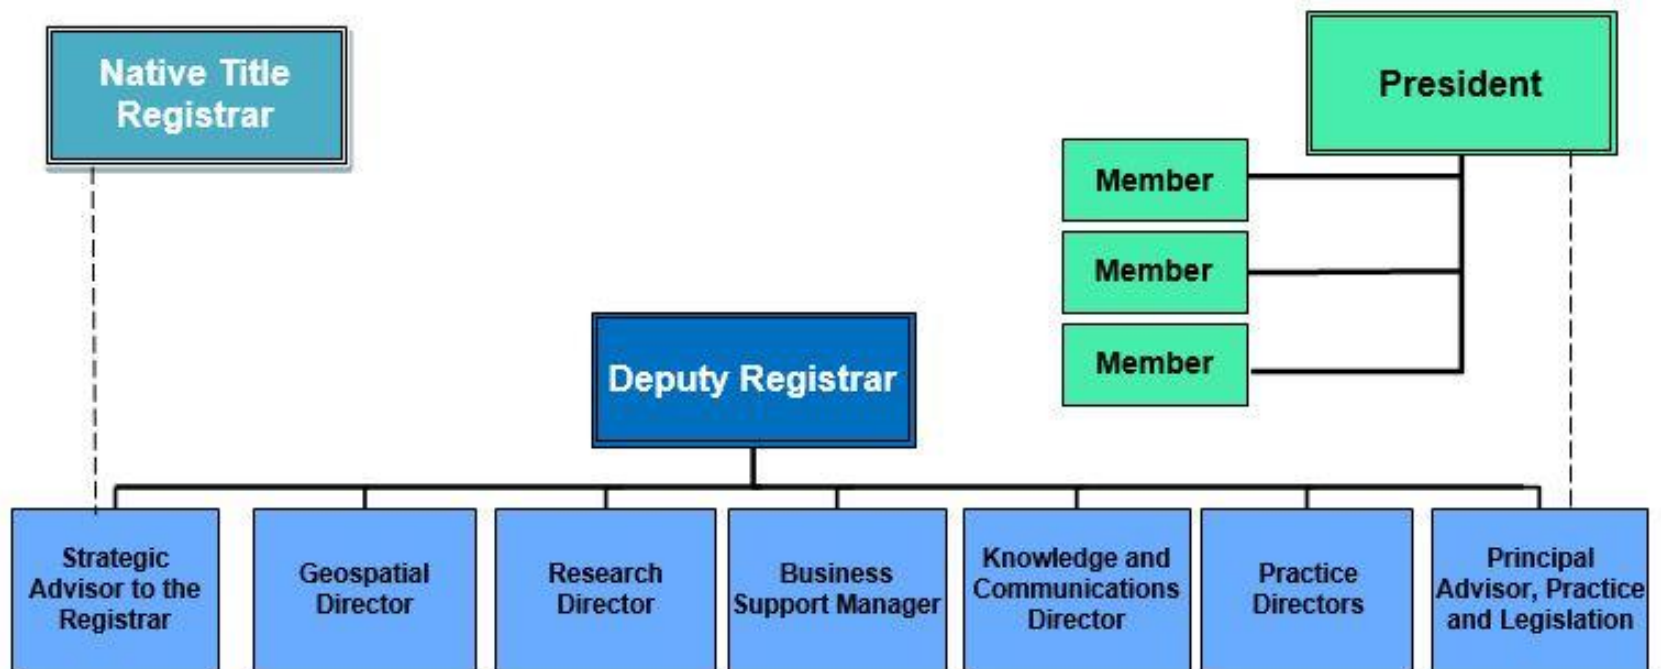 Native Title
Registrar
President
Member
Member
Member
Deputy Registrar
Strategic
Advisor to the
Registrar
Geospatial
Director
Research
Director
Business
Support Manager
Knowledge and
Communications
Director
Practice
Directors
Principal
Advisor, Practice
and Legislation